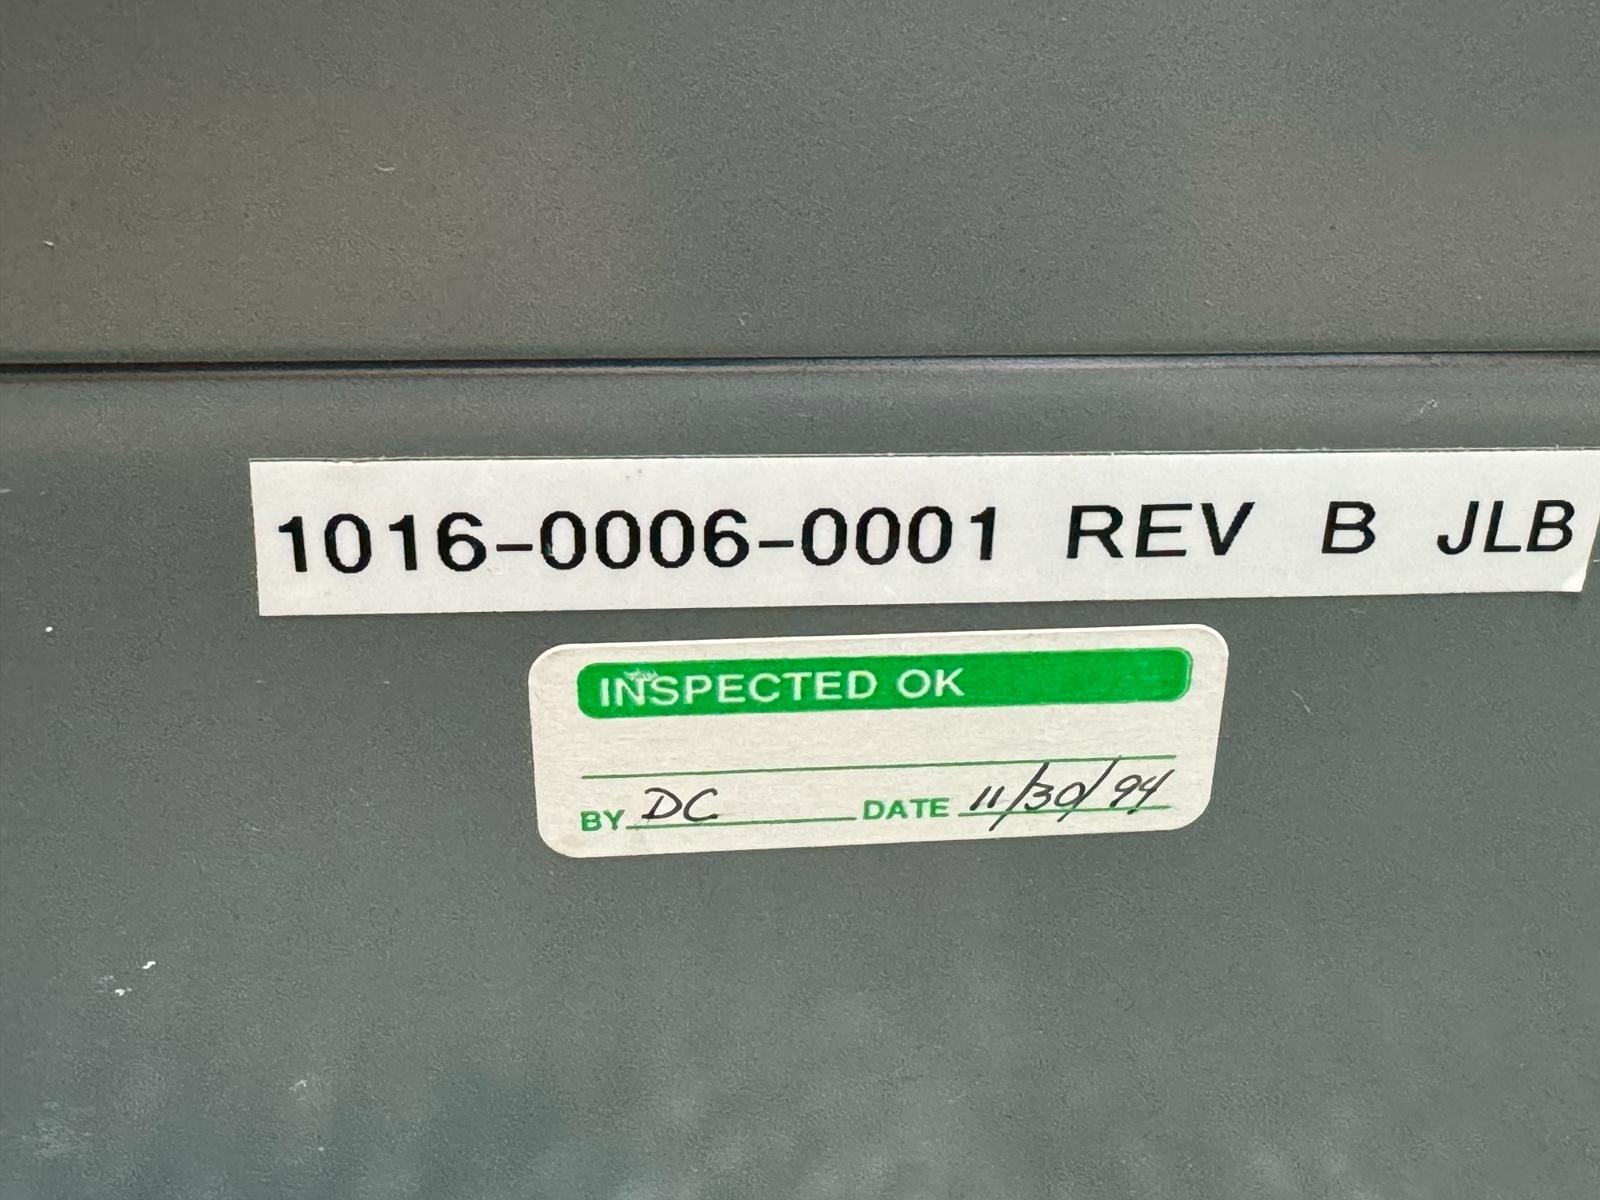 1016-0006-0001 REV B JLB
INSPECTED OK
BY DC DATE 11/30/94